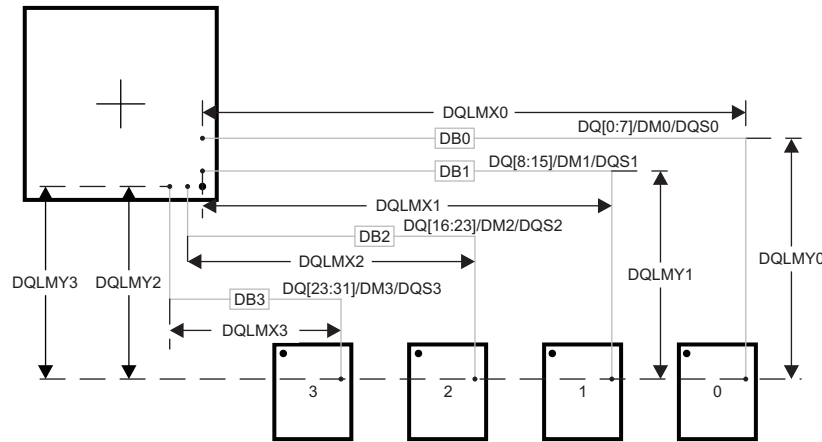 DQLMX0
DQ[0:7]/DM0/DQS0
DB0
DQ[8:15]/DM1/DQS1
DB1
DQLMX1
DQ[16:23]/DM2/DQS2
DB2
DQLMX2
DQLMY3
DQLMY2
DQLMY1
DQLMY0
DQ[23:31]/DM3/DQS3
DB3
DQLMX3
3
2
1
0